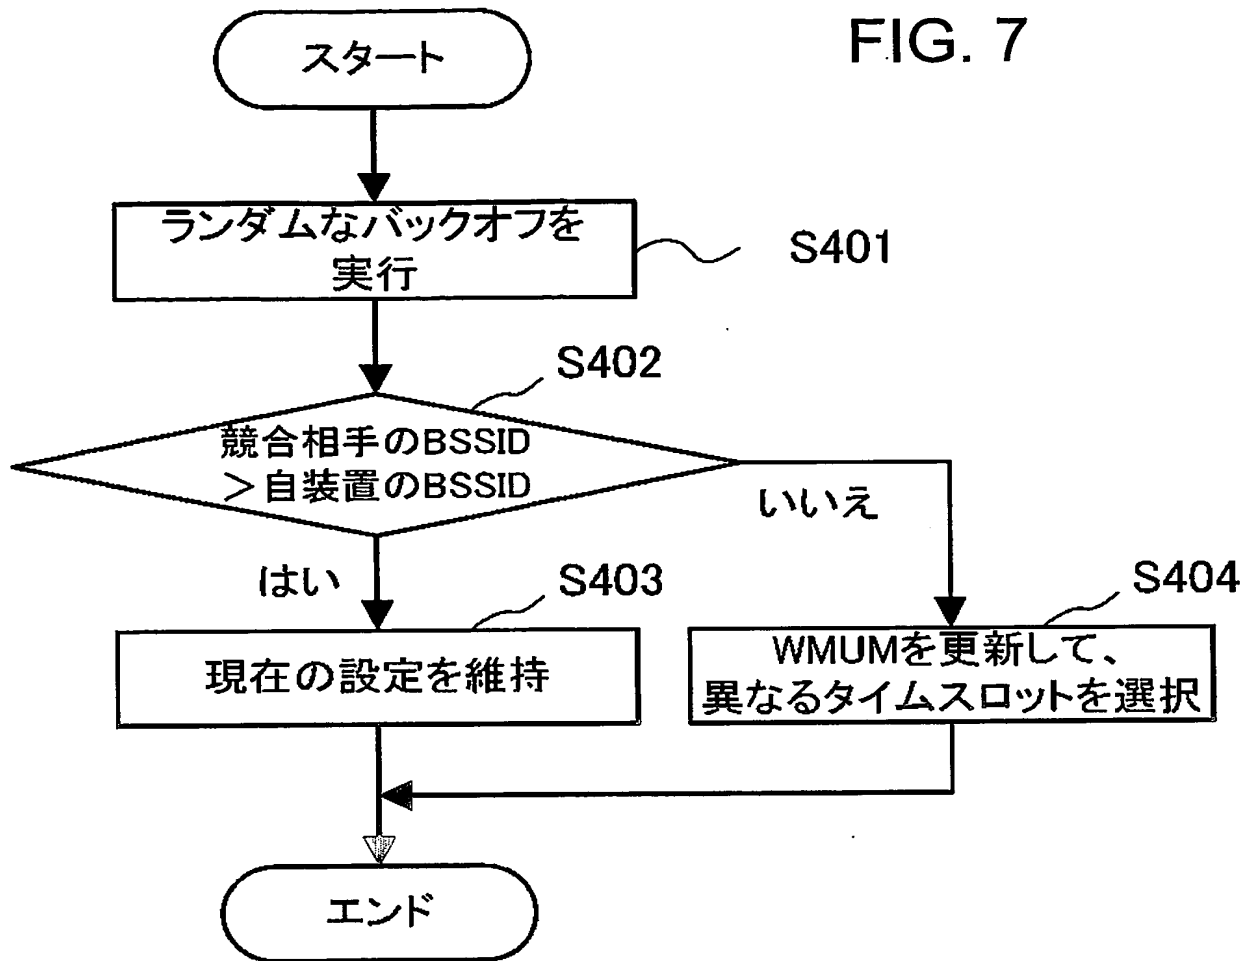 FIG. 7
スタート
ランダムなバックオフを
実行
S401
S402
競合相手のBSSID
＞自装置のBSSID
いいえ
はい
S403
S404
現在の設定を維持
WMUMを更新して、
異なるタイムスロットを選択
エンド